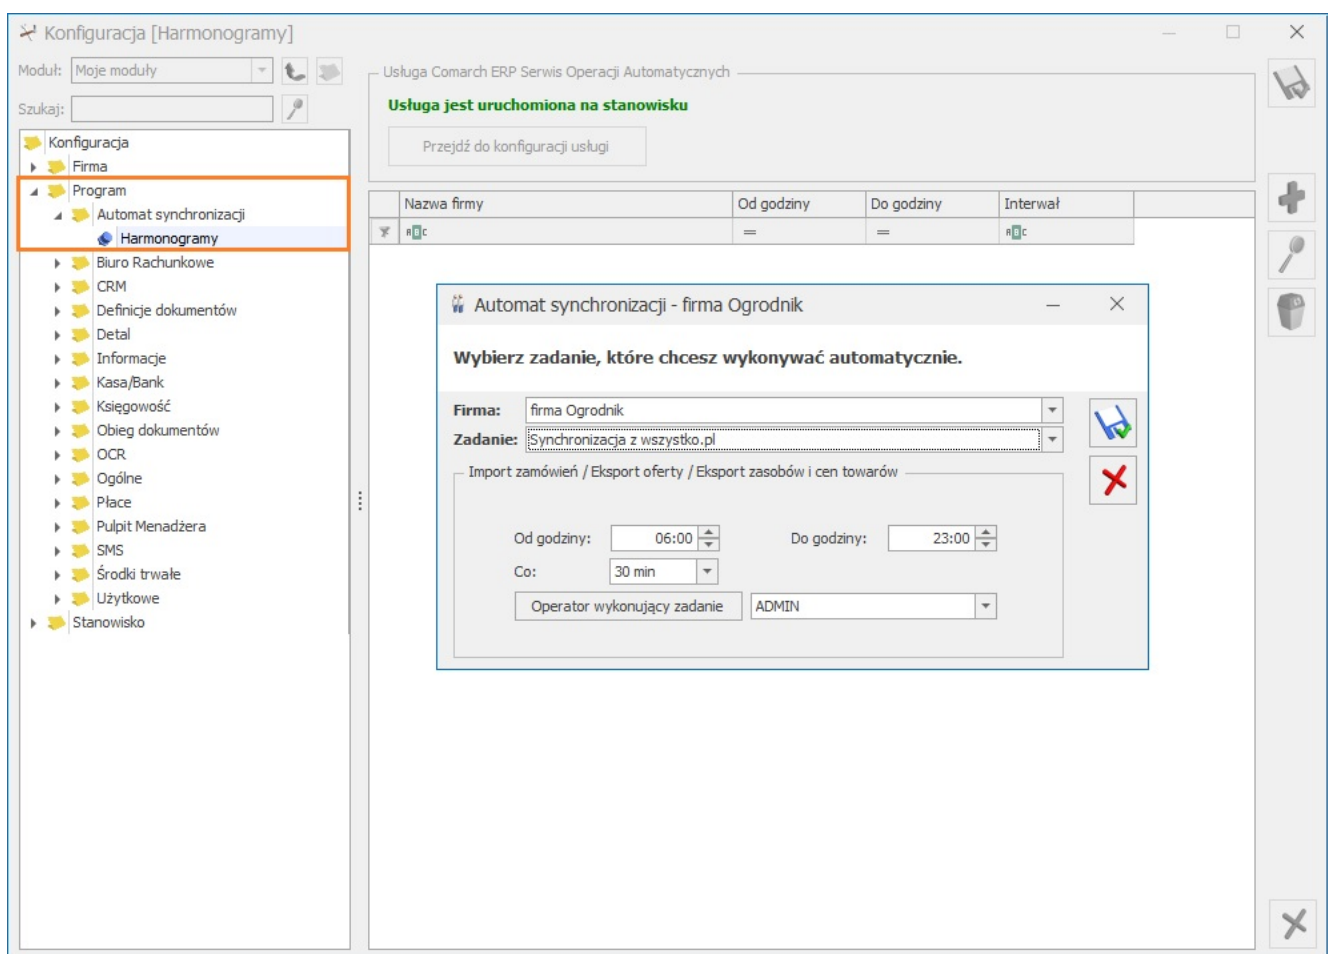 Konfiguracja [Harmonogramy]
Moduł: Moje moduły
Szukaj:
Konfiguracja
Firma
Program
Automat synchronizacji
Harmonogramy
Biuro Rachunkowe
CRM
Definicje dokumentów
Detal
Informacje
Kasa/Bank
Księgowość
Obieg dokumentów
OCR
Ogólne
Płace
Pulpit Menadżera
SMS
Środki trwałe
Użytkowe
Stanowisko
Usługa Comarch ERP Serwis Operacji Automatycznych
Usługa jest uruchomiona na stanowisku
Przejdź do konfiguracji usługi
Nazwa firmy Od godziny Do godziny Interwał
ABC = = ABC
Automat synchronizacji - firma Ogrodnik
Wybierz zadanie, które chcesz wykonywać automatycznie.
Firma: firma Ogrodnik
Zadanie: Synchronizacja z wszystko.pl
Import zamówień / Eksport oferty / Eksport zasobów i cen towarów
Od godziny: 06:00 Do godziny: 23:00
Co: 30 min
Operator wykonujący zadanie ADMIN